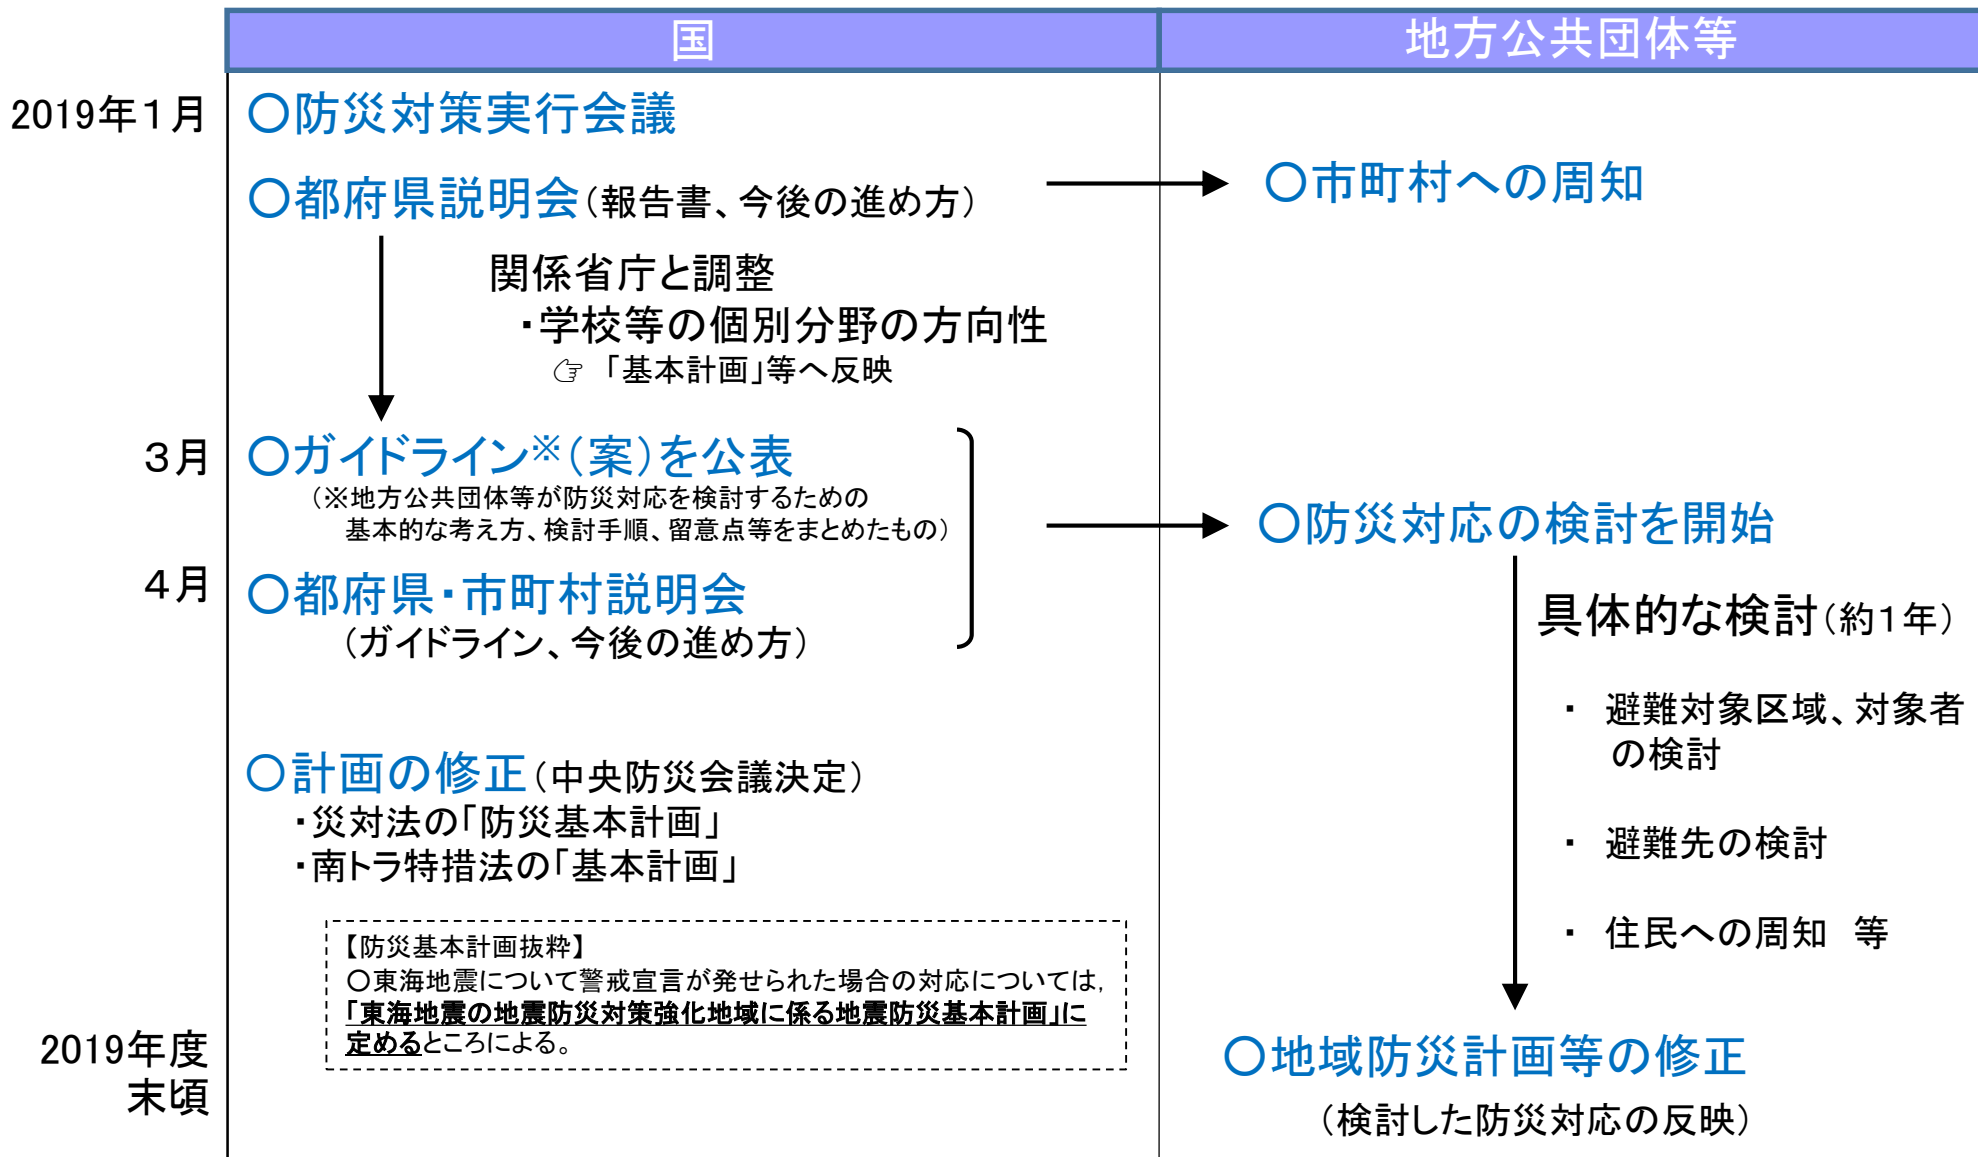 国
地方公共団体等
2019年1月
○防災対策実行会議
○都府県説明会(報告書、今後の進め方)
○市町村への周知
関係省庁と調整
・学校等の個別分野の方向性
☞「基本計画」等へ反映
3月
○ガイドライン※(案)を公表
(※地方公共団体等が防災対応を検討するための
基本的な考え方、検討手順、留意点等をまとめたもの)
○防災対応の検討を開始
4月
○都府県・市町村説明会
(ガイドライン、今後の進め方)
具体的な検討(約1年)
・ 避難対象区域、対象者
の検討
・ 避難先の検討
・ 住民への周知 等
○計画の修正(中央防災会議決定)
・災対法の「防災基本計画」
・南トラ特措法の「基本計画」
【防災基本計画抜粋】
○東海地震について警戒宣言が発せられた場合の対応については,
「東海地震の地震防災対策強化地域に係る地震防災基本計画」に
定めるところによる。
2019年度
末頃
○地域防災計画等の修正
(検討した防災対応の反映)